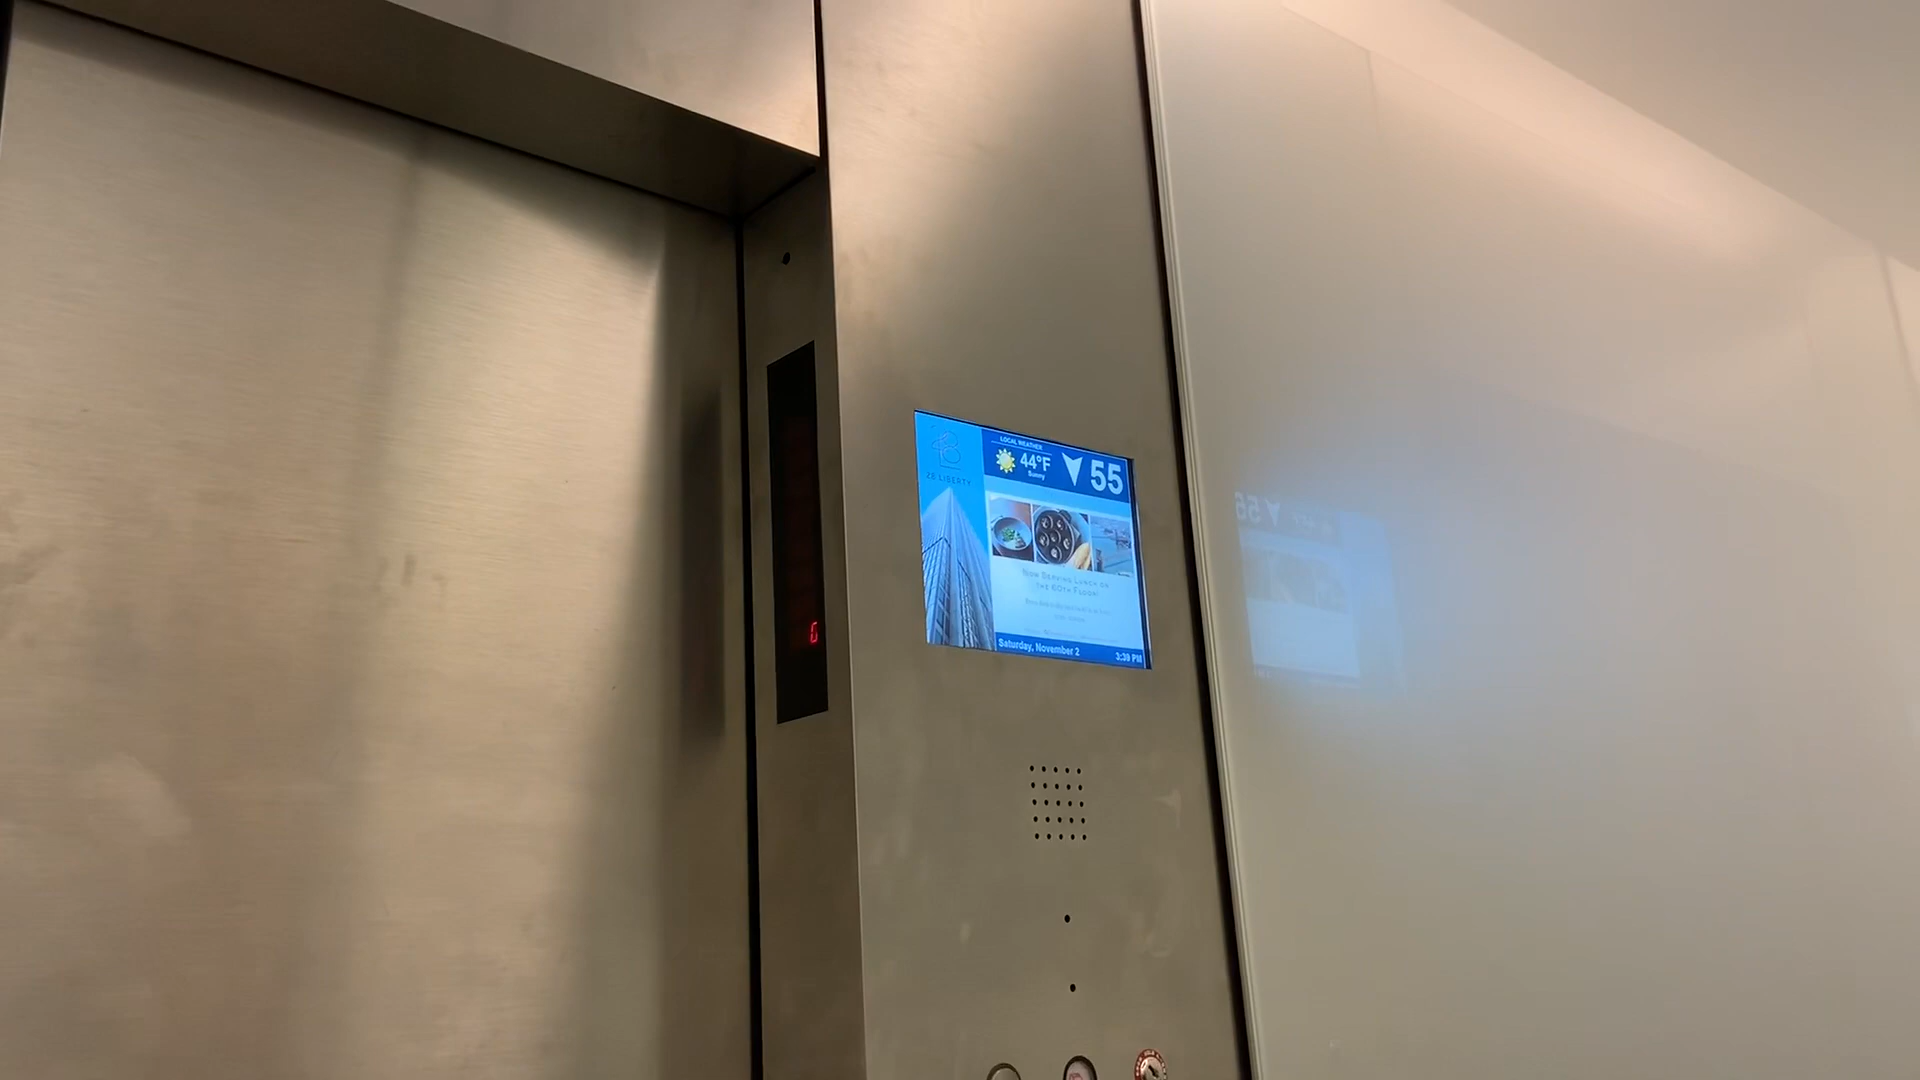 28 LIBERTY
LOCAL WEATHER
44°F
Sunny
55
NOW SERVING LUNCH ON
THE 60TH FLOOR!
Saturday, November 2
3:39 PM